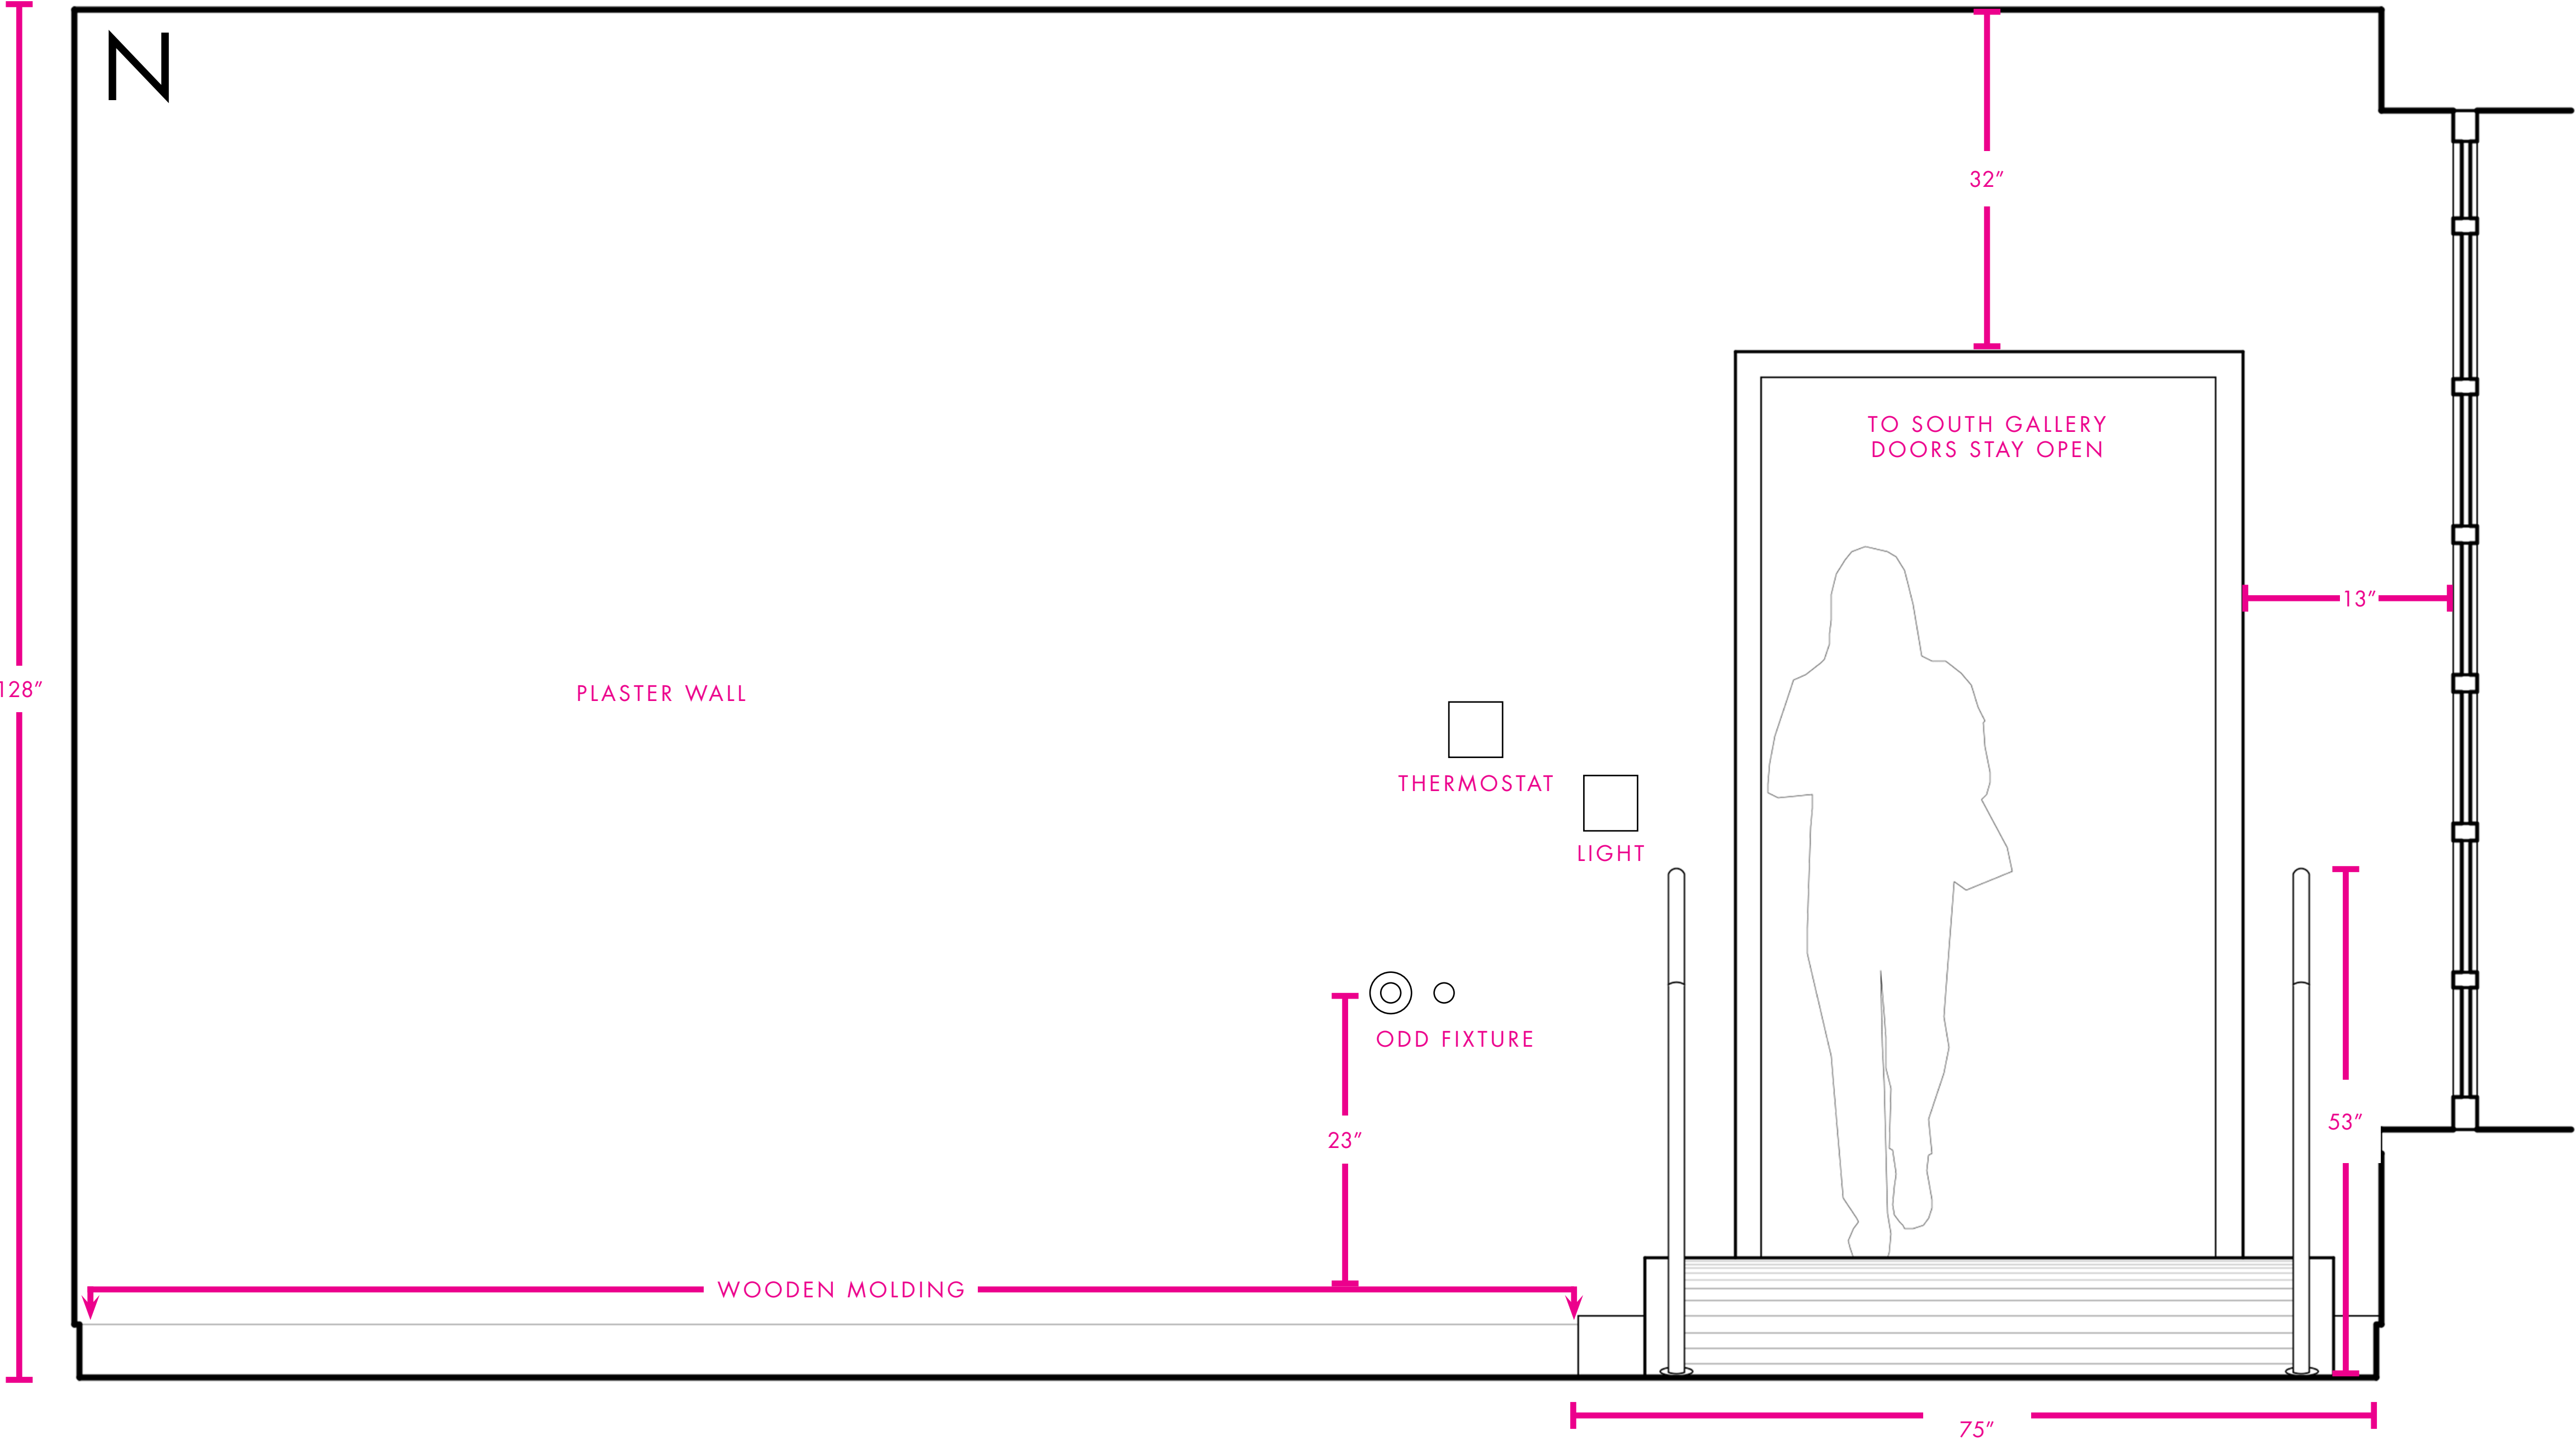 N
32"
TO SOUTH GALLERY
DOORS STAY OPEN
13"
128"
PLASTER WALL
THERMOSTAT
LIGHT
ODD FIXTURE
53"
23"
WOODEN MOLDING
75"